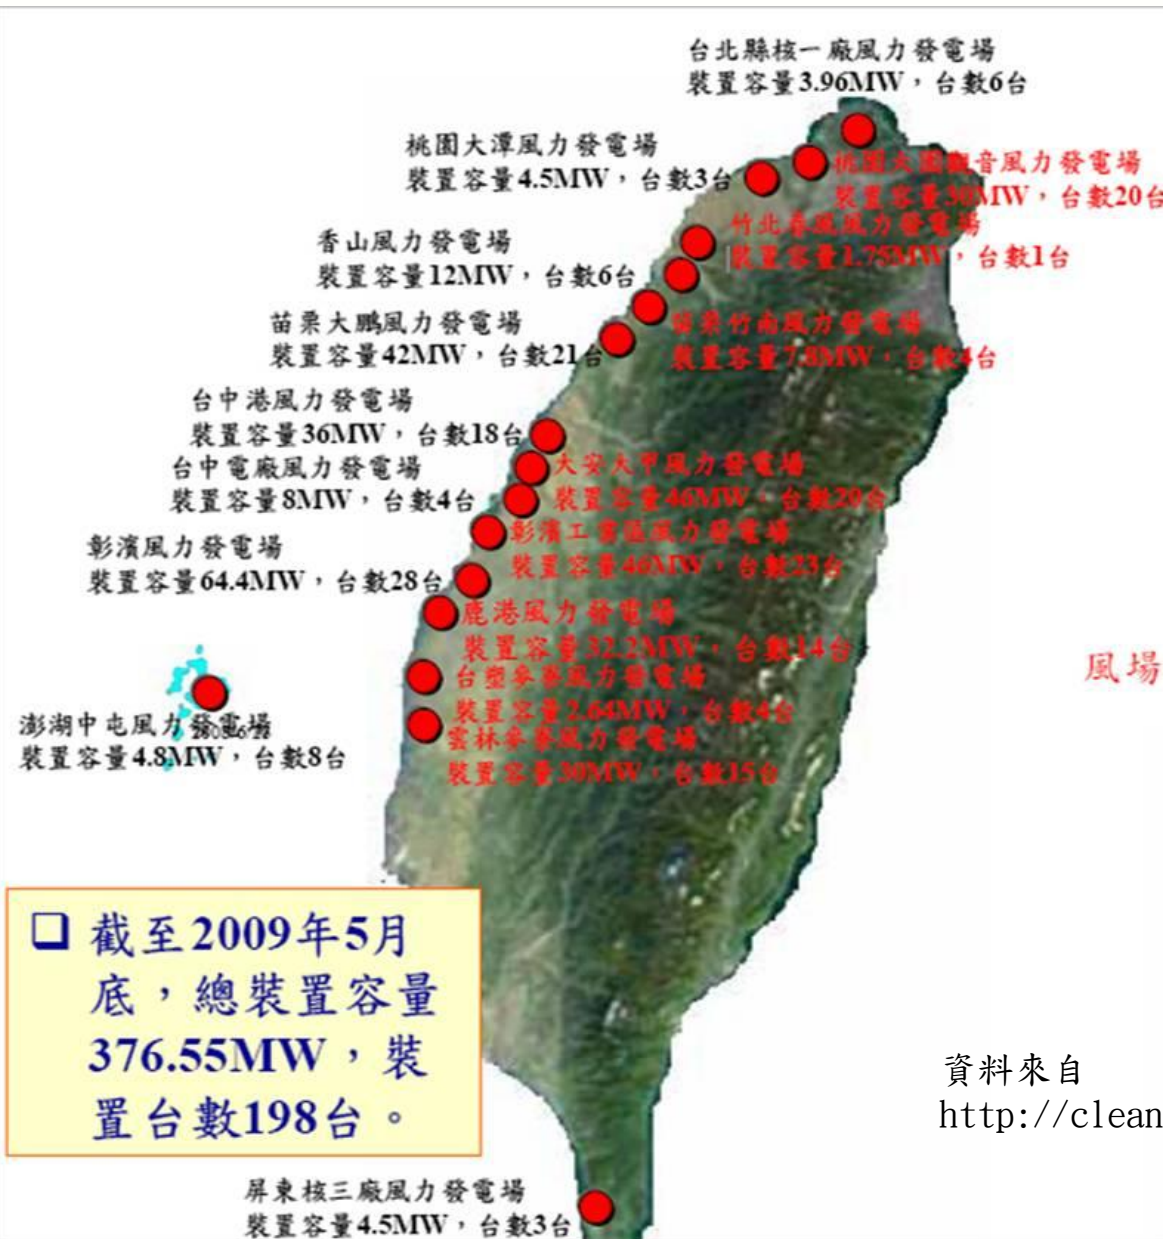 台北縣核一廠風力發電場
裝置容量3.96MW，台數6台
桃園大潭風力發電場
裝置容量4.5MW，台數3台
桃園大園觀音風力發電場
裝置容量30MW，台數20台
竹北春風風力發電場
裝置容量1.75MW，台數1台
香山風力發電場
裝置容量12MW，台數6台
苗栗大鵬風力發電場
裝置容量42MW，台數21台
苗栗竹南風力發電場
裝置容量7.8MW，台數4台
台中港風力發電場
裝置容量36MW，台數18台
台中電廠風力發電場
裝置容量8MW，台數4台
大安大甲風力發電場
裝置容量46MW，台數20台
彰濱工業區風力發電場
裝置容量46MW，台數23台
彰濱風力發電場
裝置容量64.4MW，台數28台
鹿港風力發電場
裝置容量32.2MW，台數14台
台塑麥寮風力發電場
裝置容量2.64MW，台數4台
雲林麥寮風力發電場
裝置容量30MW，台數15台
風場
澎湖中屯風力發電場
裝置容量4.8MW，台數8台
❑ 截至2009年5月
底，總裝置容量
376.55MW，裝
置台數198台。
資料來自
http://clean
屏東核三廠風力發電場
裝置容量4.5MW，台數3台